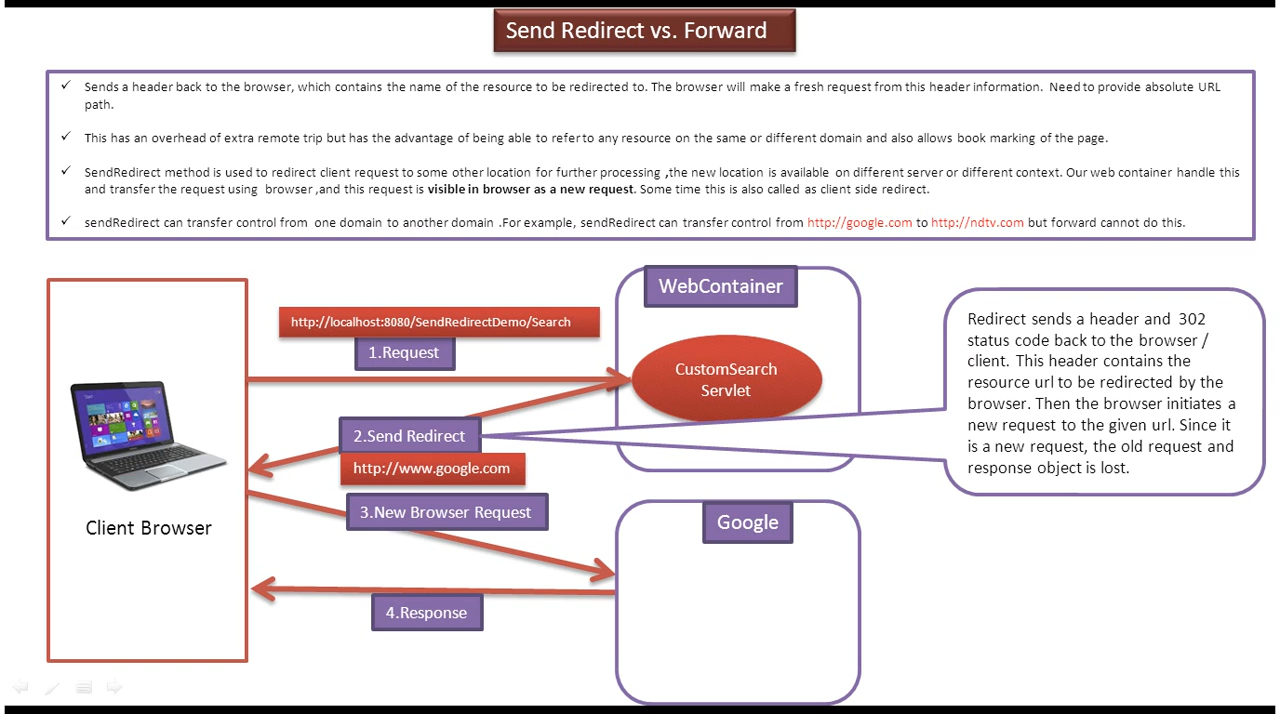 Send Redirect vs. Forward
✓ Sends a header back to the browser, which contains the name of the resource to be redirected to. The browser will make a fresh request from this header information. Need to provide absolute URL
path.
✓ This has an overhead of extra remote trip but has the advantage of being able to refer to any resource on the same or different domain and also allows book marking of the page.
✓ SendRedirect method is used to redirect client request to some other location for further processing ,the new location is available on different server or different context. Our web container handle this
and transfer the request using browser ,and this request is visible in browser as a new request. Some time this is also called as client side redirect.
✓ sendRedirect can transfer control from one domain to another domain .For example, sendRedirect can transfer control from http://google.com to http://ndtv.com but forward cannot do this.
WebContainer
http://localhost:8080/SendRedirectDemo/Search
1.Request
CustomSearch
Servlet
Redirect sends a header and 302
status code back to the browser /
client. This header contains the
resource url to be redirected by the
browser. Then the browser initiates a
new request to the given url. Since it
is a new request, the old request and
response object is lost.
2.Send Redirect
http://www.google.com
3.New Browser Request
Client Browser
Google
4.Response